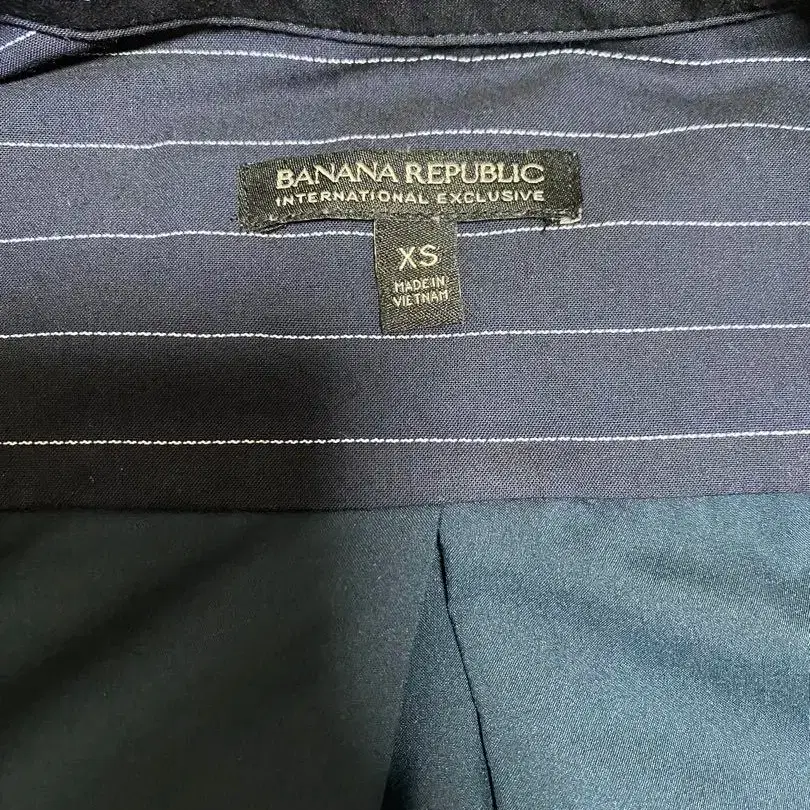 BANANA REPUBLIC
INTERNATIONAL EXCLUSIVE
XS
MADE IN
VIETNAM